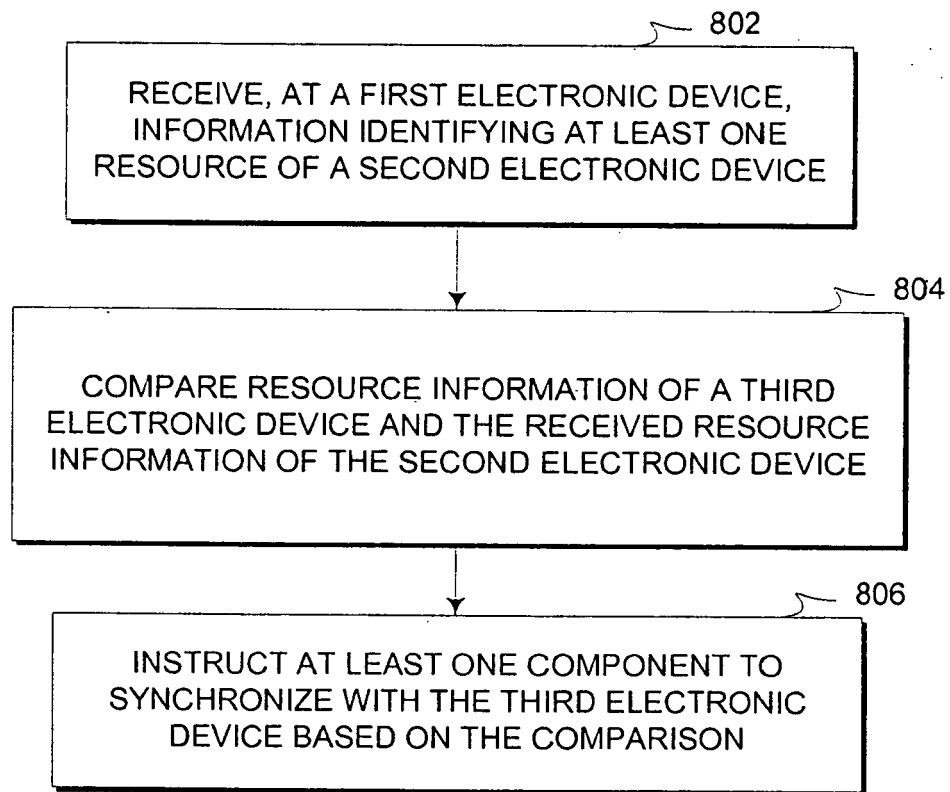 802
RECEIVE, AT A FIRST ELECTRONIC DEVICE,
INFORMATION IDENTIFYING AT LEAST ONE
RESOURCE OF A SECOND ELECTRONIC DEVICE
804
COMPARE RESOURCE INFORMATION OF A THIRD
ELECTRONIC DEVICE AND THE RECEIVED RESOURCE
INFORMATION OF THE SECOND ELECTRONIC DEVICE
806
INSTRUCT AT LEAST ONE COMPONENT TO
SYNCHRONIZE WITH THE THIRD ELECTRONIC
DEVICE BASED ON THE COMPARISON